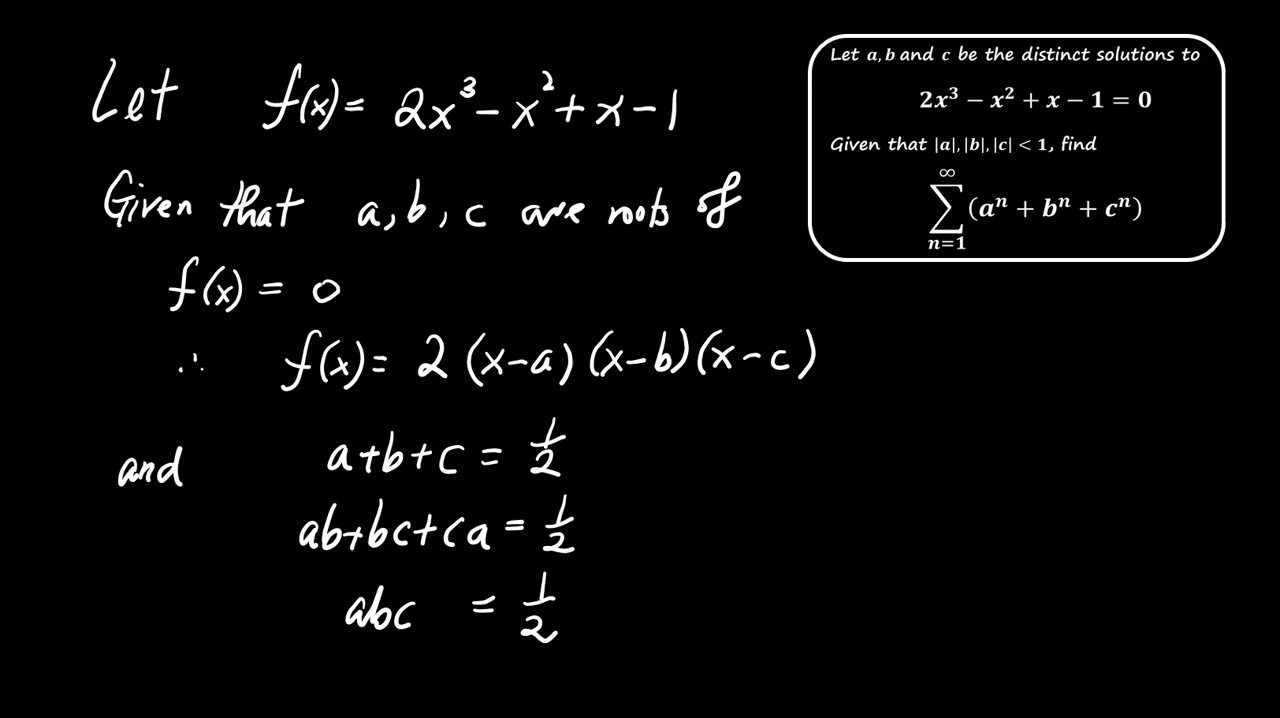 Let f(x) = 2x³ - x² + x - 1
Given that a, b, c are roots of
f(x) = 0
∴ f(x) = 2 (x-a) (x-b) (x-c)
and a+b+c = 1/2
ab+bc+ca = 1/2
abc = 1/2
Let a, b and c be the distinct solutions to
2x³ − x² + x − 1 = 0
Given that |a|, |b|, |c| < 1, find
∞
∑ (aⁿ + bⁿ + cⁿ)
n=1